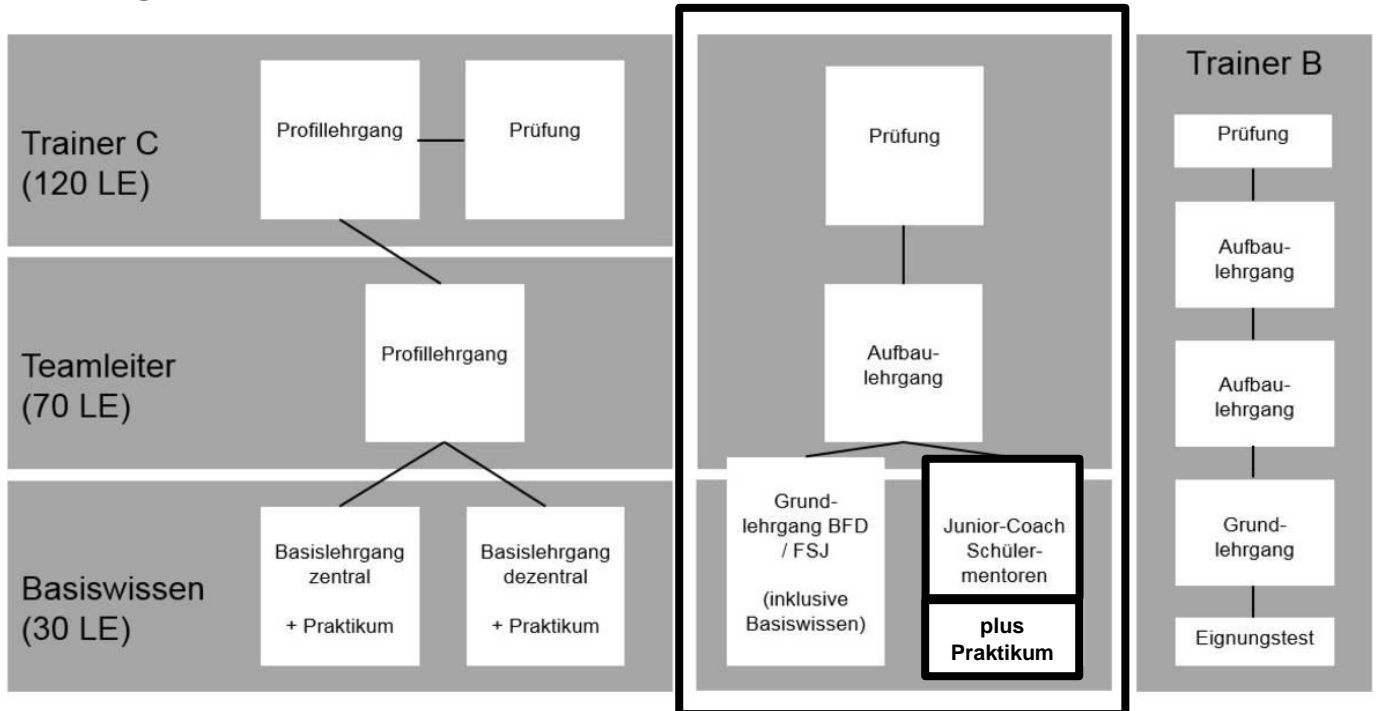 Trainer C
(120 LE)
Profillehrgang
Prüfung
Teamleiter
(70 LE)
Profillehrgang
Basiswissen
(30 LE)
Basislehrgang
zentral
+ Praktikum
Basislehrgang
dezentral
+ Praktikum
Prüfung
Aufbau-
lehrgang
Grund-
lehrgang BFD
/ FSJ
(inklusive
Basiswissen)
Junior-Coach
Schüler-
mentoren
plus
Praktikum
Trainer B
Prüfung
Aufbau-
lehrgang
Aufbau-
lehrgang
Grund-
lehrgang
Eignungstest